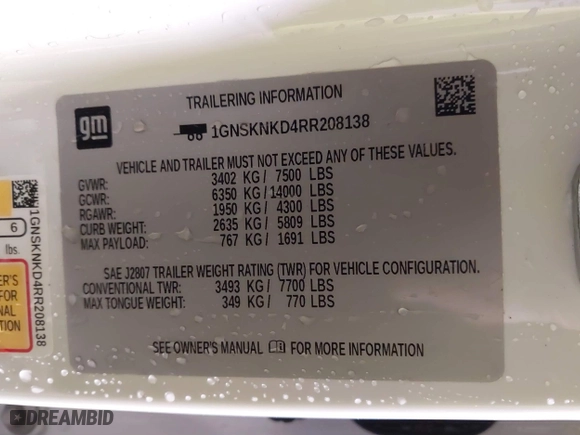 TRAILERING INFORMATION
gm
1GNSKNKD4RR208138
VEHICLE AND TRAILER MUST NOT EXCEED ANY OF THESE VALUES.
GVWR: 3402 KG / 7500 LBS
GCWR: 6350 KG / 14000 LBS
RGAWR: 1950 KG / 4300 LBS
CURB WEIGHT: 2635 KG / 5809 LBS
MAX PAYLOAD: 767 KG / 1691 LBS
SAE J2807 TRAILER WEIGHT RATING (TWR) FOR VEHICLE CONFIGURATION.
CONVENTIONAL TWR: 3493 KG / 7700 LBS
MAX TONGUE WEIGHT: 349 KG / 770 LBS
SEE OWNER'S MANUAL FOR MORE INFORMATION
1GNSKNKD4RR208138
6
lbs.
FOR
DREAMBID